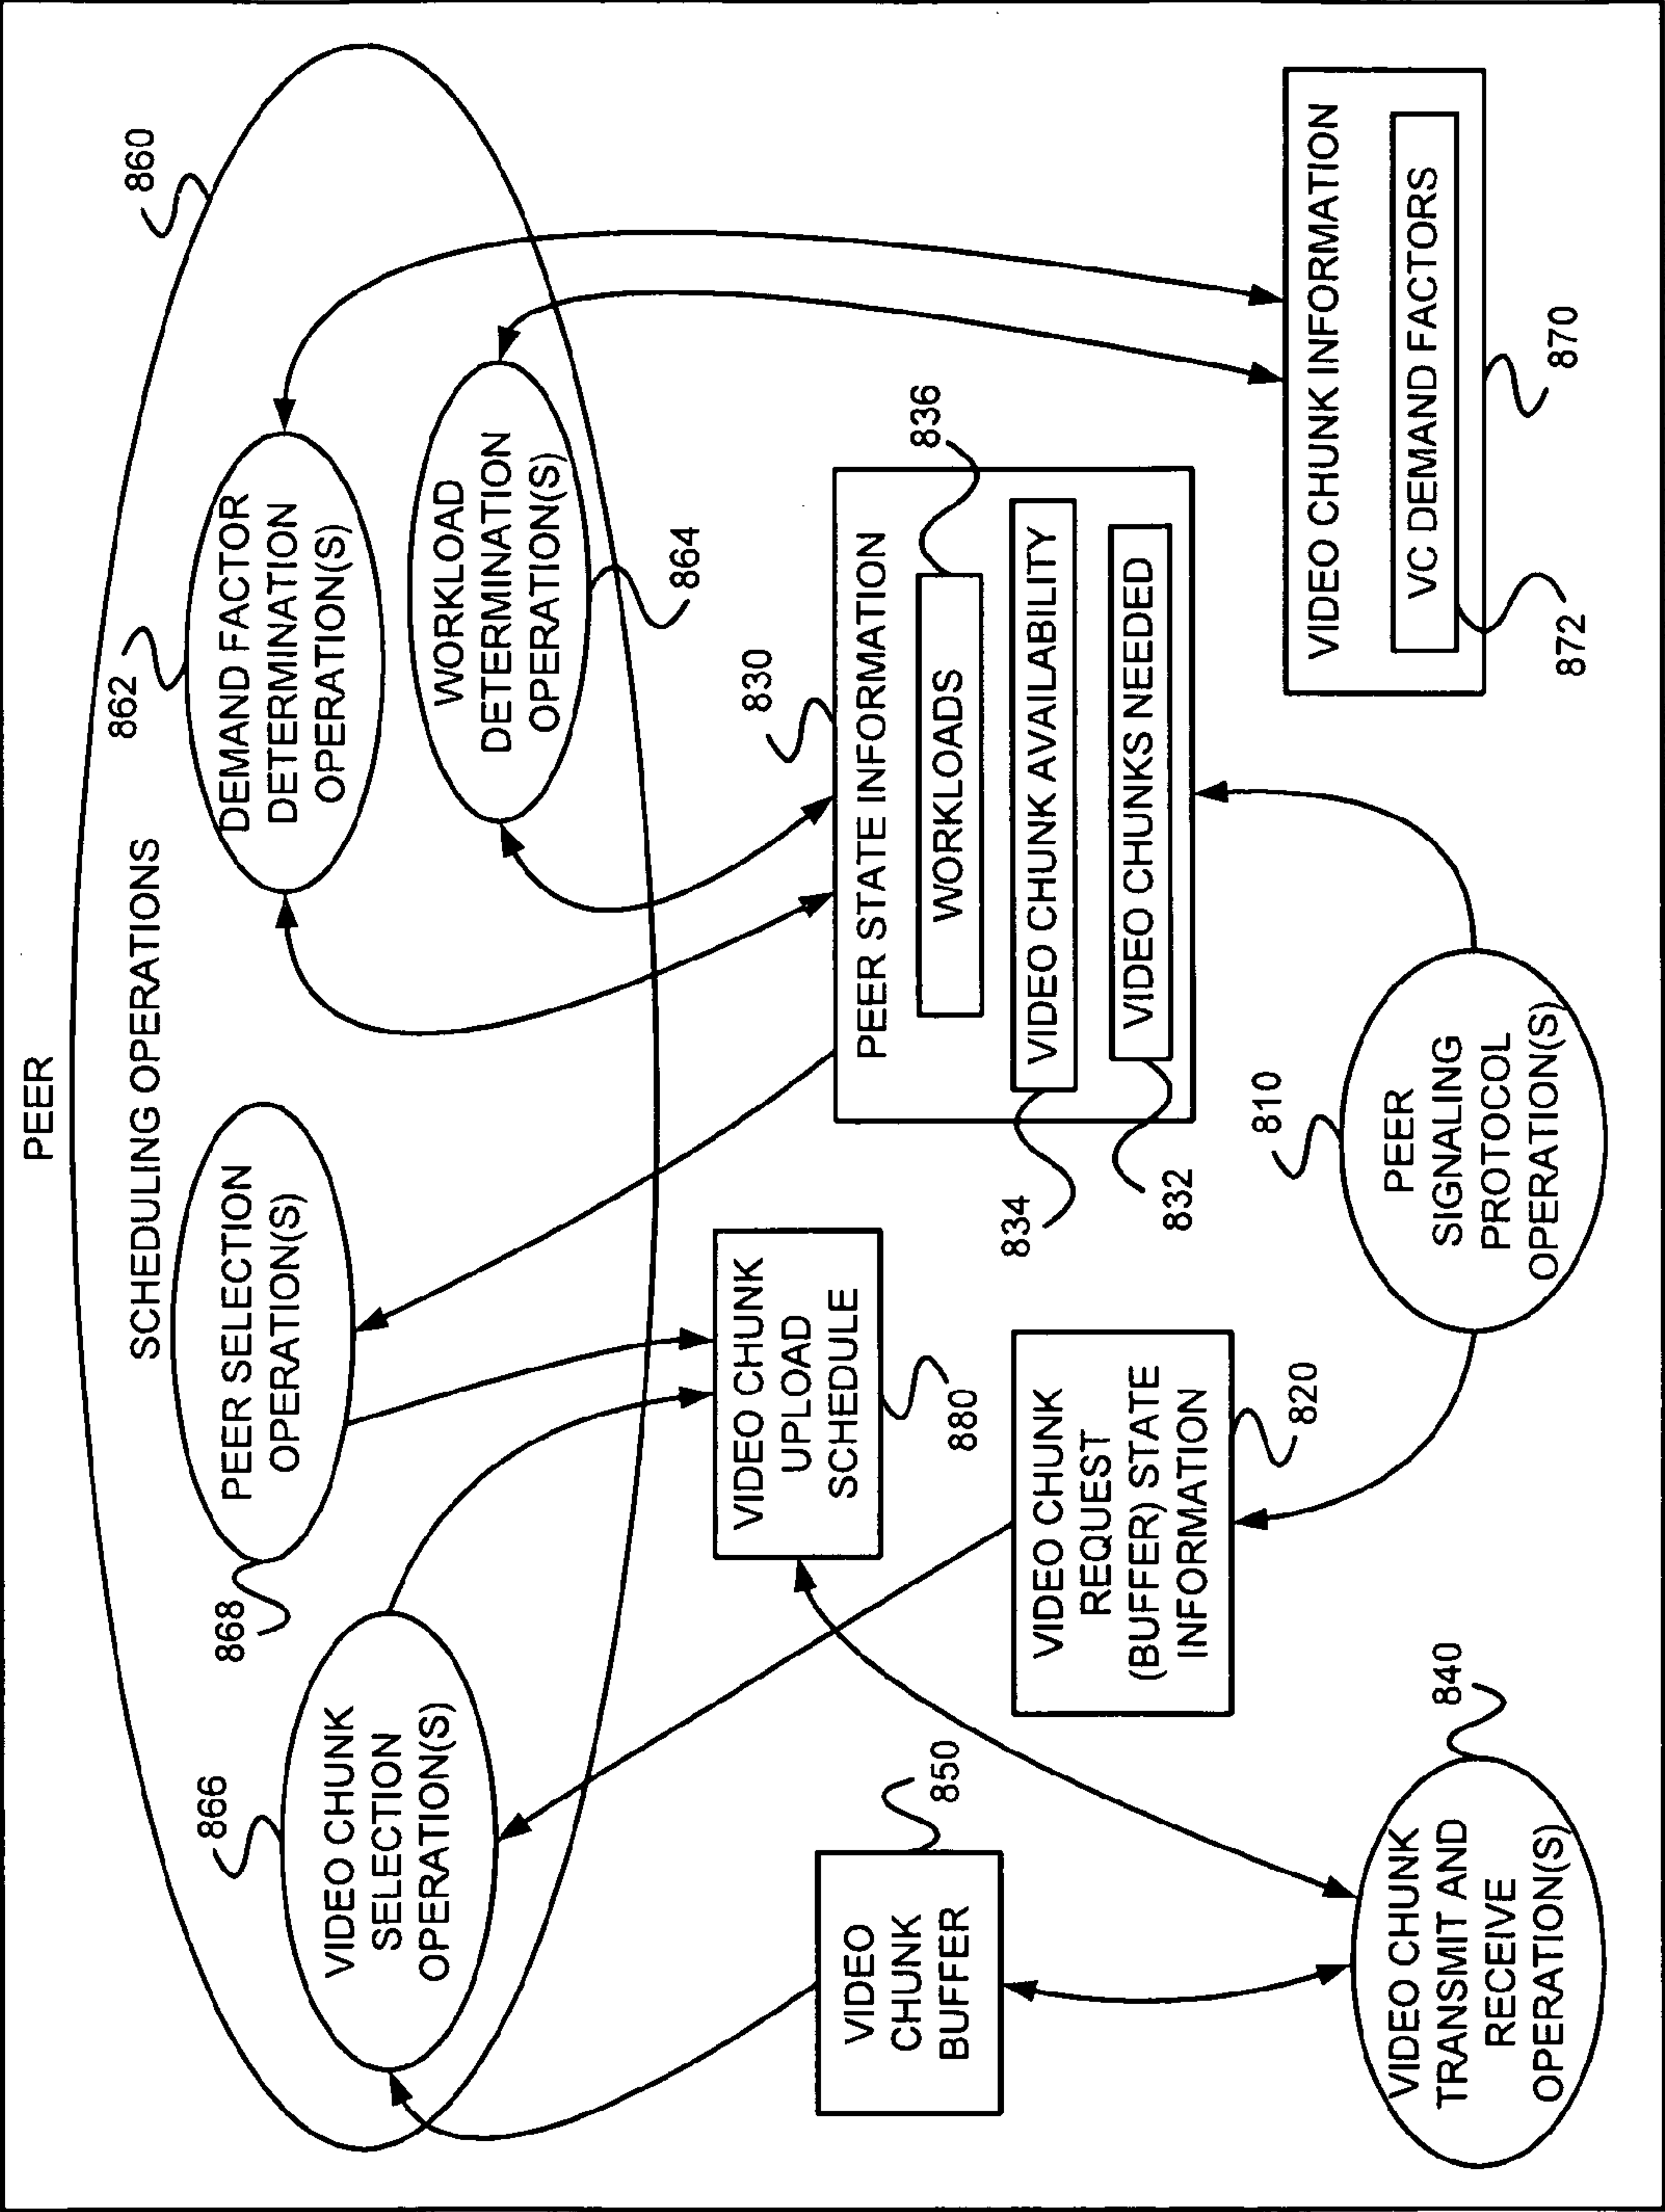 PEER
SCHEDULING OPERATIONS
860
866
VIDEO CHUNK
SELECTION
OPERATION(S)
868
PEER SELECTION
OPERATION(S)
862
DEMAND FACTOR
DETERMINATION
OPERATION(S)
WORKLOAD
DETERMINATION
OPERATION(S)
864
VIDEO CHUNK
UPLOAD
SCHEDULE
880
830
PEER STATE INFORMATION
836
WORKLOADS
834
VIDEO CHUNK AVAILABILITY
832
VIDEO CHUNKS NEEDED
850
VIDEO
CHUNK
BUFFER
VIDEO CHUNK
REQUEST
(BUFFER) STATE
INFORMATION
820
810
PEER
SIGNALING
PROTOCOL
OPERATION(S)
840
VIDEO CHUNK
TRANSMIT AND
RECEIVE
OPERATION(S)
VIDEO CHUNK INFORMATION
VC DEMAND FACTORS
872
870